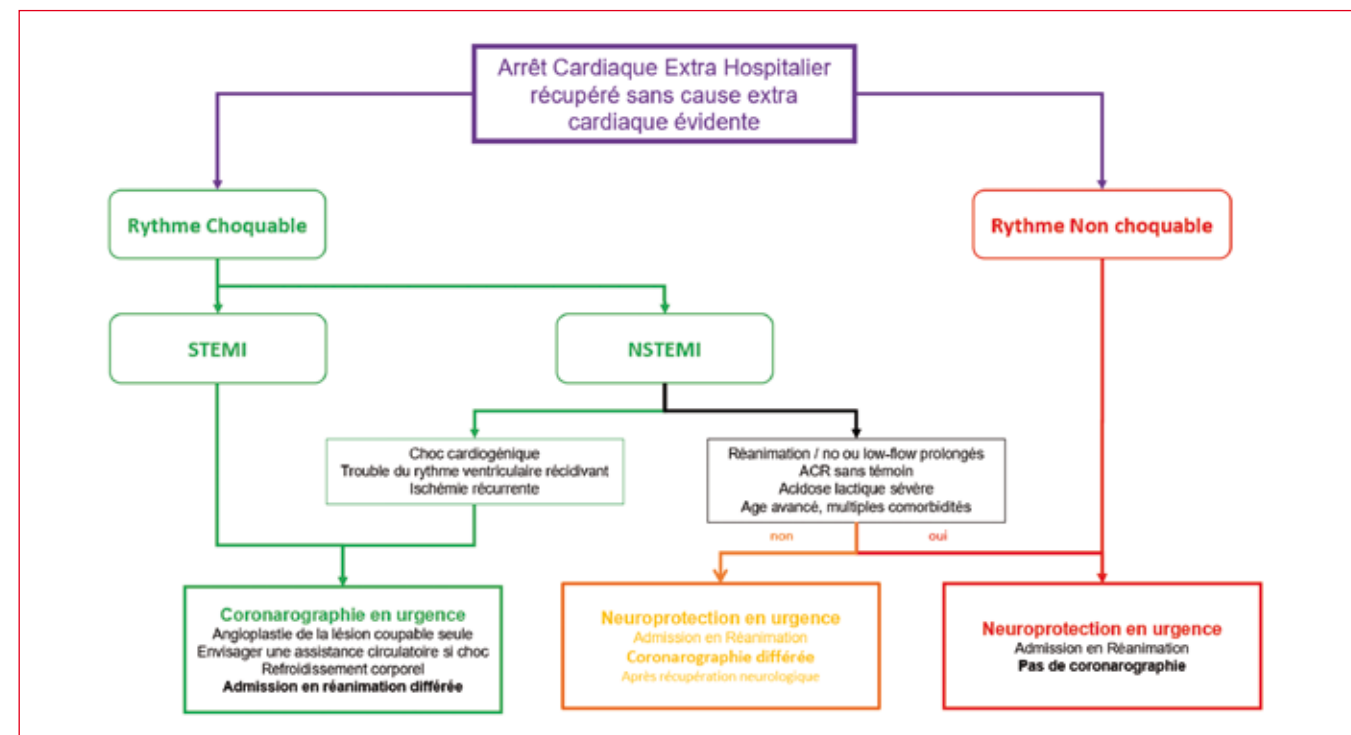 Arrêt Cardiaque Extra Hospitalier
récupéré sans cause extra
cardiaque évidente
Rythme Choquable
Rythme Non choquable
STEMI
NSTEMI
Choc cardiogénique
Trouble du rythme ventriculaire récidivant
Ischémie récurrente
Réanimation / no ou low-flow prolongés
ACR sans témoin
Acidose lactique sévère
Age avancé, multiples comorbidités
non
oui
Coronarographie en urgence
Angioplastie de la lésion coupable seule
Envisager une assistance circulatoire si choc
Refroidissement corporel
Admission en réanimation différée
Neuroprotection en urgence
Admission en Réanimation
Coronarographie différée
Après récupération neurologique
Neuroprotection en urgence
Admission en Réanimation
Pas de coronarographie